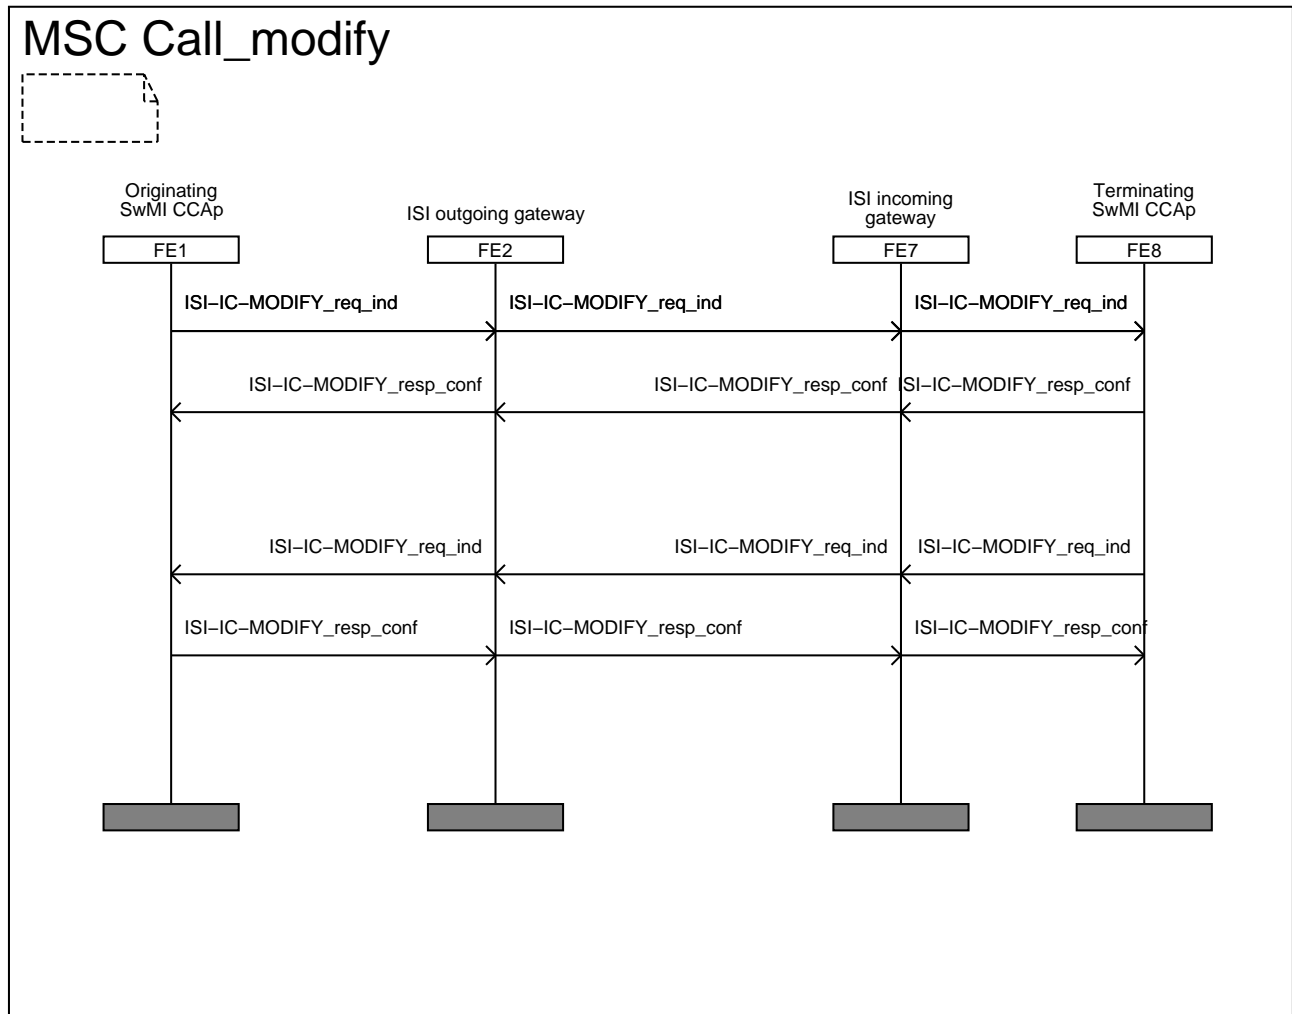 MSC Call_modify
Originating
SwMI CCAp
ISI outgoing gateway
ISI incoming
gateway
Terminating
SwMI CCAp
FE1
FE2
FE7
FE8
ISI–IC–MODIFY_req_ind
ISI–IC–MODIFY_req_ind
ISI–IC–MODIFY_req_ind
ISI–IC–MODIFY_resp_conf
ISI–IC–MODIFY_resp_conf
ISI–IC–MODIFY_resp_conf
ISI–IC–MODIFY_req_ind
ISI–IC–MODIFY_req_ind
ISI–IC–MODIFY_req_ind
ISI–IC–MODIFY_resp_conf
ISI–IC–MODIFY_resp_conf
ISI–IC–MODIFY_resp_conf